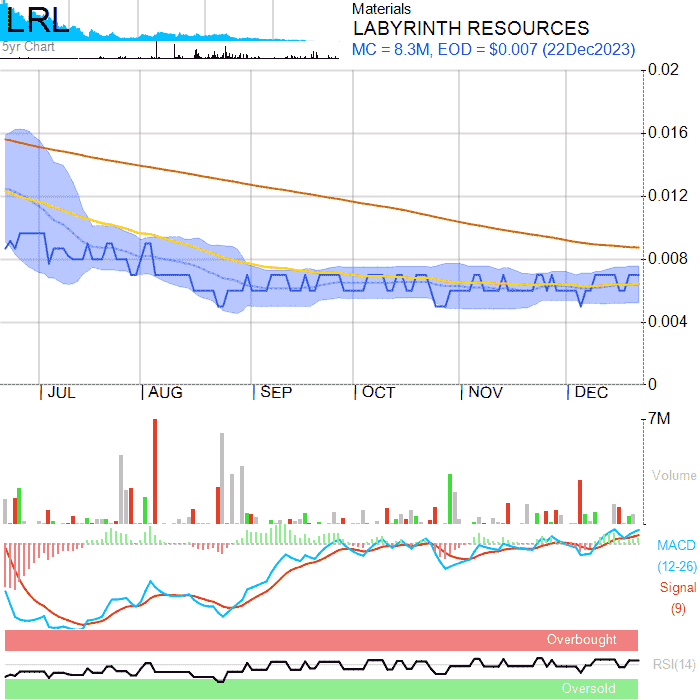 LRL
5yr Chart
Materials
LABYRINTH RESOURCES
MC = 8.3M, EOD = $0.007 (22Dec2023)
0.02
0.016
0.012
0.008
0.004
0
JUL AUG SEP OCT NOV DEC
7M
Volume
MACD
(12-26)
Signal
(9)
Overbought
RSI(14)
Oversold